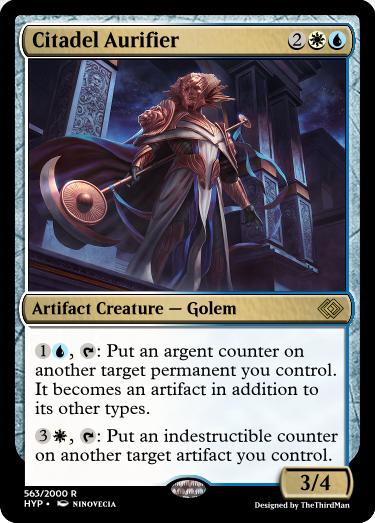 Citadel Aurifier 2
Artifact Creature — Golem
1 , : Put an argent counter on
another target permanent you control.
It becomes an artifact in addition to
its other types.
3 , : Put an indestructible counter
on another target artifact you control.
3/4
563/2000 R
HYP • NINOVECIA
Designed by TheThirdMan